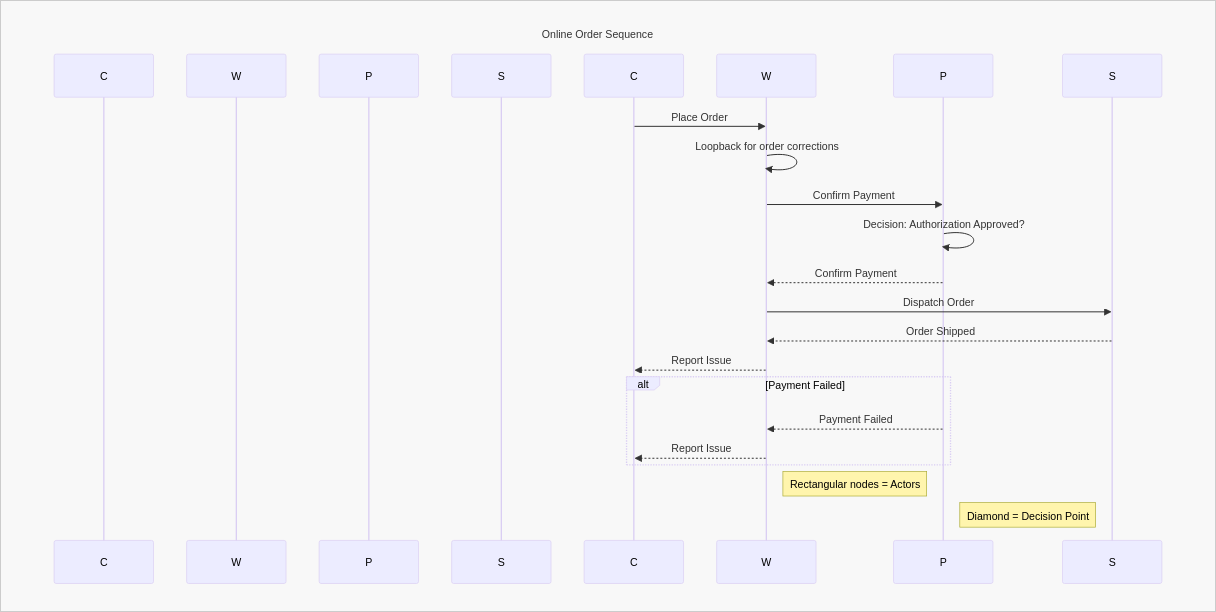 Online Order Sequence
C W P S C W P S
Place Order
Loopback for order corrections
Confirm Payment
Decision: Authorization Approved?
Confirm Payment
Dispatch Order
Order Shipped
Report Issue
alt [Payment Failed]
Payment Failed
Report Issue
Rectangular nodes = Actors
Diamond = Decision Point
C W P S C W P S